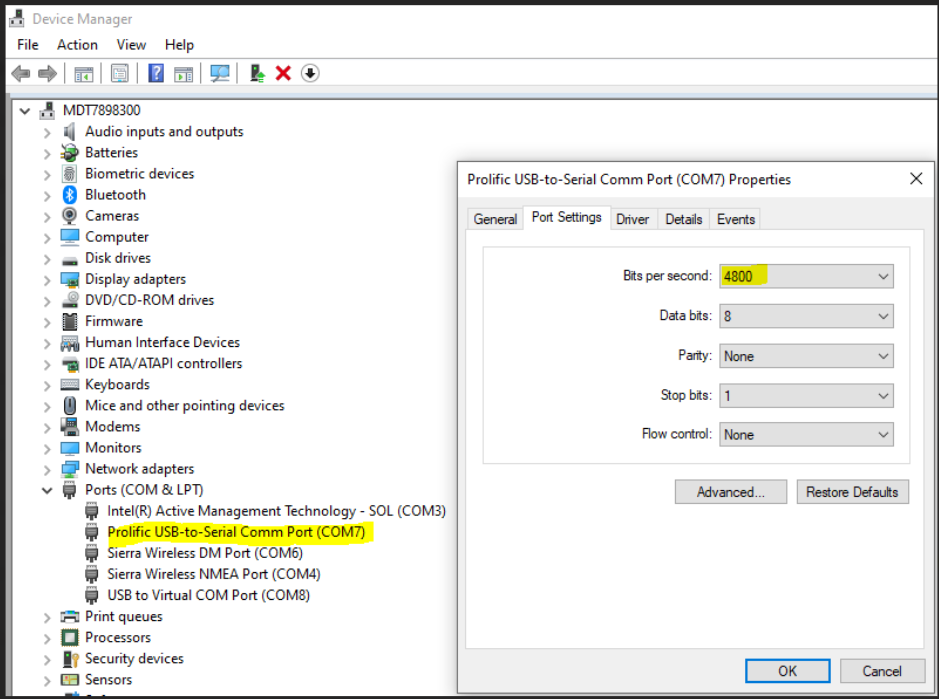 Device Manager
File Action View Help
MDT7898300
Audio inputs and outputs
Batteries
Biometric devices
Bluetooth
Cameras
Computer
Disk drives
Display adapters
DVD/CD-ROM drives
Firmware
Human Interface Devices
IDE ATA/ATAPI controllers
Keyboards
Mice and other pointing devices
Modems
Monitors
Network adapters
Ports (COM & LPT)
Intel(R) Active Management Technology - SOL (COM3)
Prolific USB-to-Serial Comm Port (COM7)
Sierra Wireless DM Port (COM6)
Sierra Wireless NMEA Port (COM4)
USB to Virtual COM Port (COM8)
Print queues
Processors
Security devices
Sensors
Prolific USB-to-Serial Comm Port (COM7) Properties
General Port Settings Driver Details Events
Bits per second: 4800
Data bits: 8
Parity: None
Stop bits: 1
Flow control: None
Advanced... Restore Defaults
OK Cancel